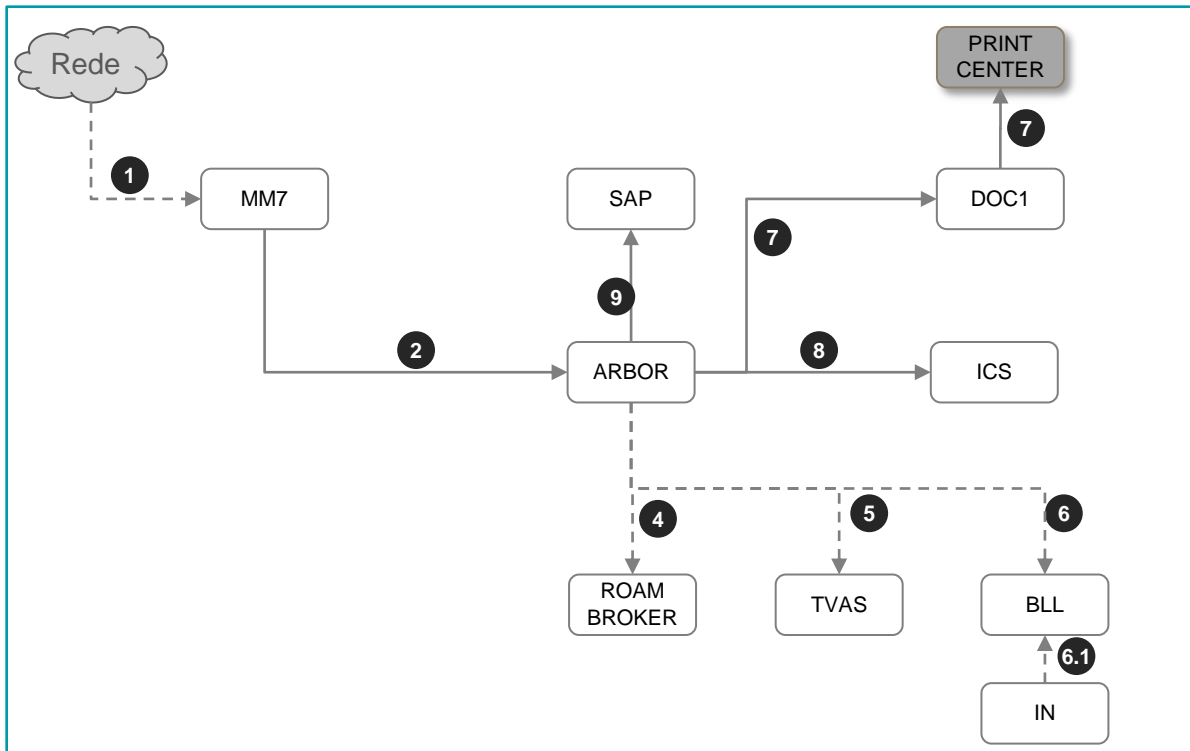 Rede
PRINT
CENTER
1
7
MM7
SAP
DOC1
7
9
2
8
ARBOR
ICS
4
5
6
ROAM
BROKER
TVAS
BLL
6.1
IN